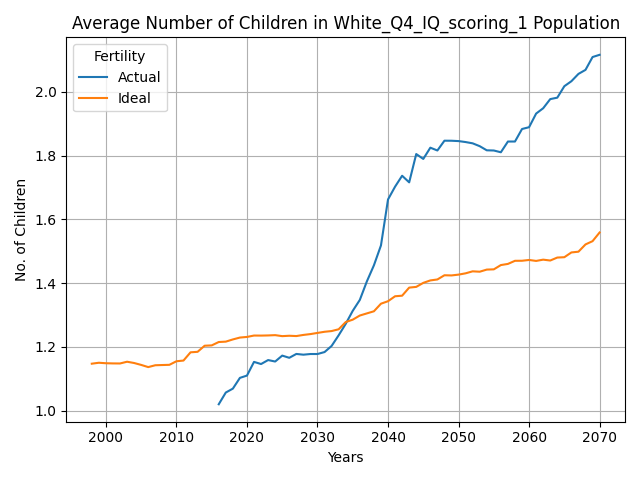 Average Number of Children in White_Q4_IQ_scoring_1 Population
Fertility
Actual
Ideal
No. of Children
2.0
1.8
1.6
1.4
1.2
1.0
2000 2010 2020 2030 2040 2050 2060 2070
Years